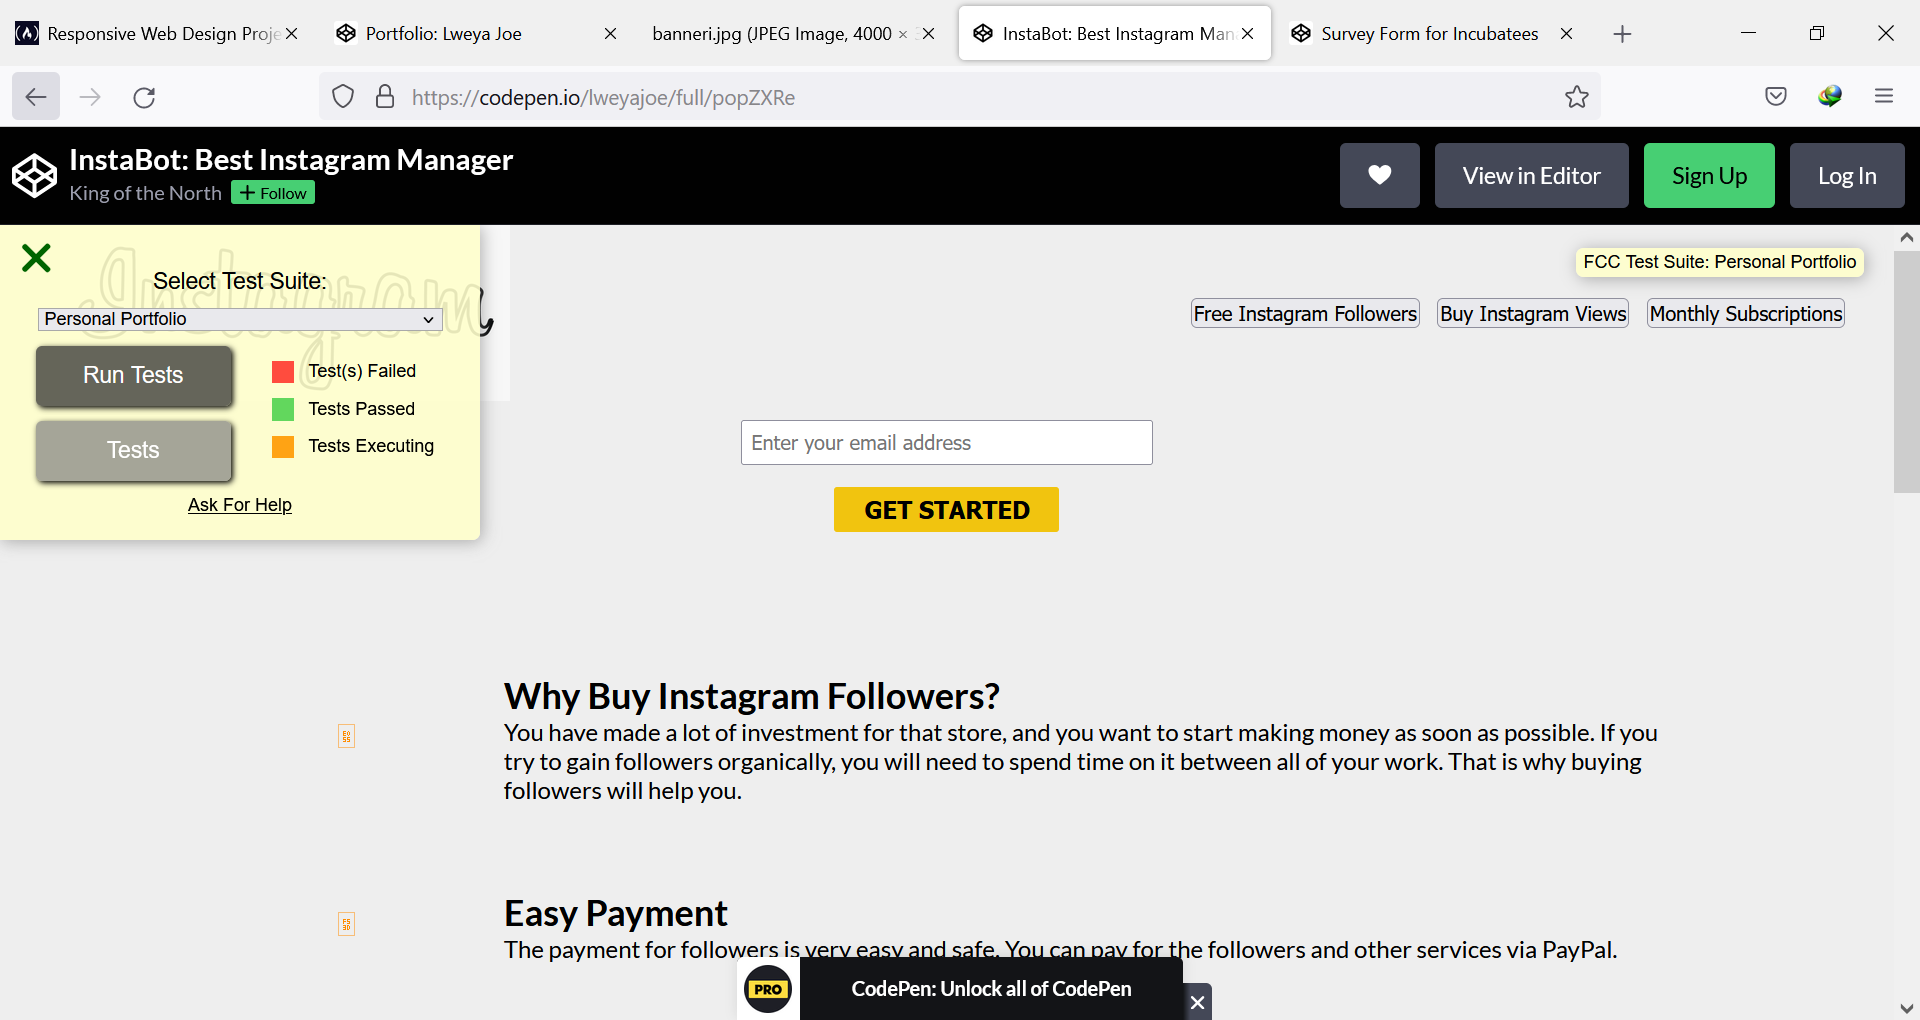 Responsive Web Design Proje
Portfolio: Lweya Joe
banneri.jpg (JPEG Image, 4000 ×
InstaBot: Best Instagram Man
Survey Form for Incubatees
https://codepen.io/lweyajoe/full/popZXRe
InstaBot: Best Instagram Manager
King of the North
+ Follow
View in Editor
Sign Up
Log In
Instagram
Select Test Suite:
Personal Portfolio
Run Tests
Test(s) Failed
Tests Passed
Tests
Tests Executing
Ask For Help
FCC Test Suite: Personal Portfolio
Free Instagram Followers
Buy Instagram Views
Monthly Subscriptions
Enter your email address
GET STARTED
Why Buy Instagram Followers?
You have made a lot of investment for that store, and you want to start making money as soon as possible. If you
try to gain followers organically, you will need to spend time on it between all of your work. That is why buying
followers will help you.
Easy Payment
The payment for followers is very easy and safe. You can pay for the followers and other services via PayPal.
PRO
CodePen: Unlock all of CodePen